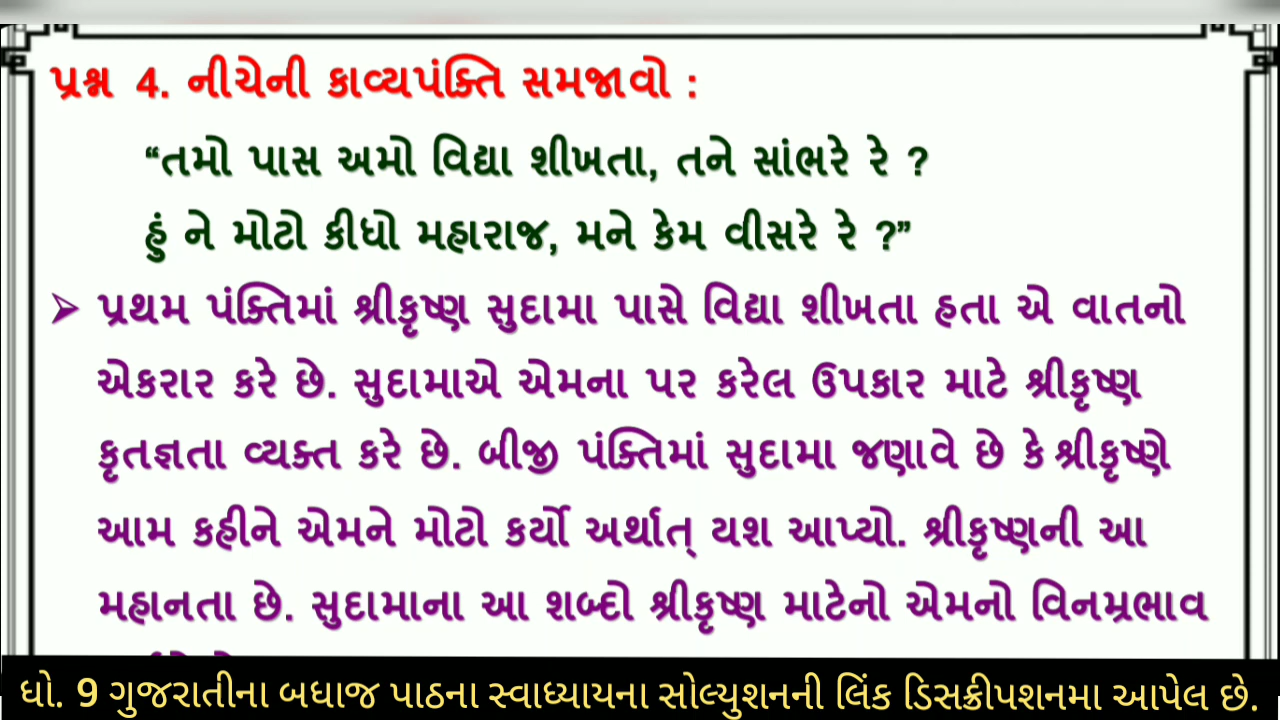 પ્રશ્ન 4. નીચેની કાવ્યપંક્તિ સમજાવો :
“તમો પાસ અમો વિદ્યા શીખતા, તને સાંભરે રે ?
હું ને મોટો કીધો મહારાજ, મને કેમ વીસરે રે ?”
➢ પ્રથમ પંક્તિમાં શ્રીકૃષ્ણ સુદામા પાસે વિદ્યા શીખતા હતા એ વાતનો
એકરાર કરે છે. સુદામાએ એમના પર કરેલ ઉપકાર માટે શ્રીકૃષ્ણ
કૃતજ્ઞતા વ્યક્ત કરે છે. બીજી પંક્તિમાં સુદામા જણાવે છે કે શ્રીકૃષ્ણે
આમ કહીને એમને મોટો કર્યો અર્થાત્ યશ આપ્યો. શ્રીકૃષ્ણની આ
મહાનતા છે. સુદામાના આ શબ્દો શ્રીકૃષ્ણ માટેનો એમનો વિનમ્રભાવ
ધો. 9 ગુજરાતીના બધાજ પાઠના સ્વાધ્યાયના સોલ્યુશનની લિંક ડિસક્રીપશનમા આપેલ છે.